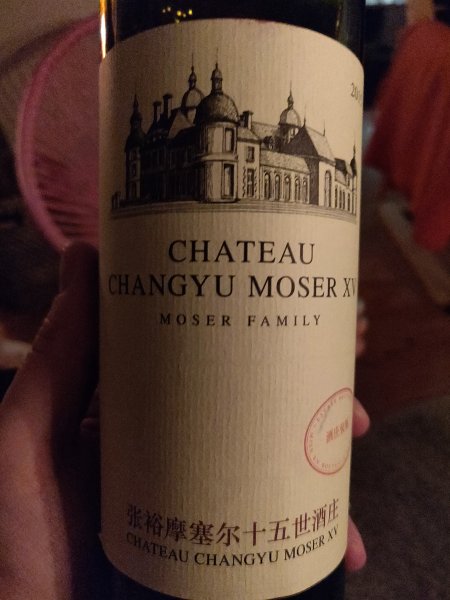 CHATEAU
CHANGYU MOSER XV
MOSER FAMILY
张裕摩塞尔十五世酒庄
CHATEAU CHANGYU MOSER XV